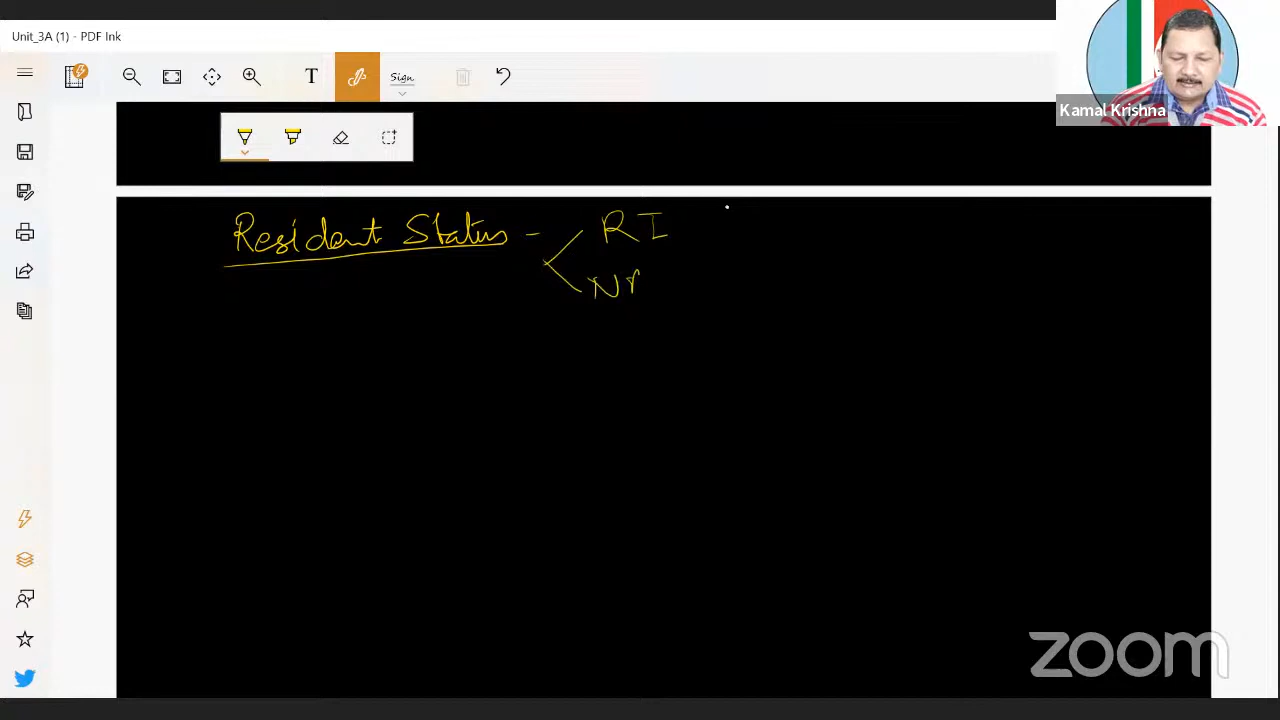 Unit_3A (1) - PDF Ink
T
Sign
Kamal Krishna
Resident Status - RI
Nr
zoom